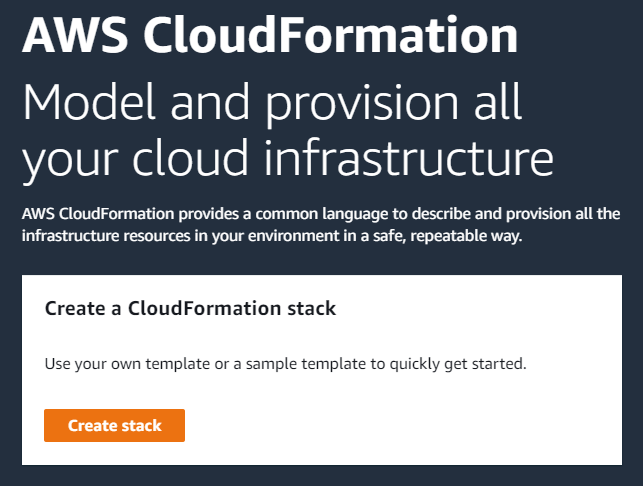 AWS CloudFormation
Model and provision all
your cloud infrastructure
AWS CloudFormation provides a common language to describe and provision all the
infrastructure resources in your environment in a safe, repeatable way.
Create a CloudFormation stack
Use your own template or a sample template to quickly get started.
Create stack